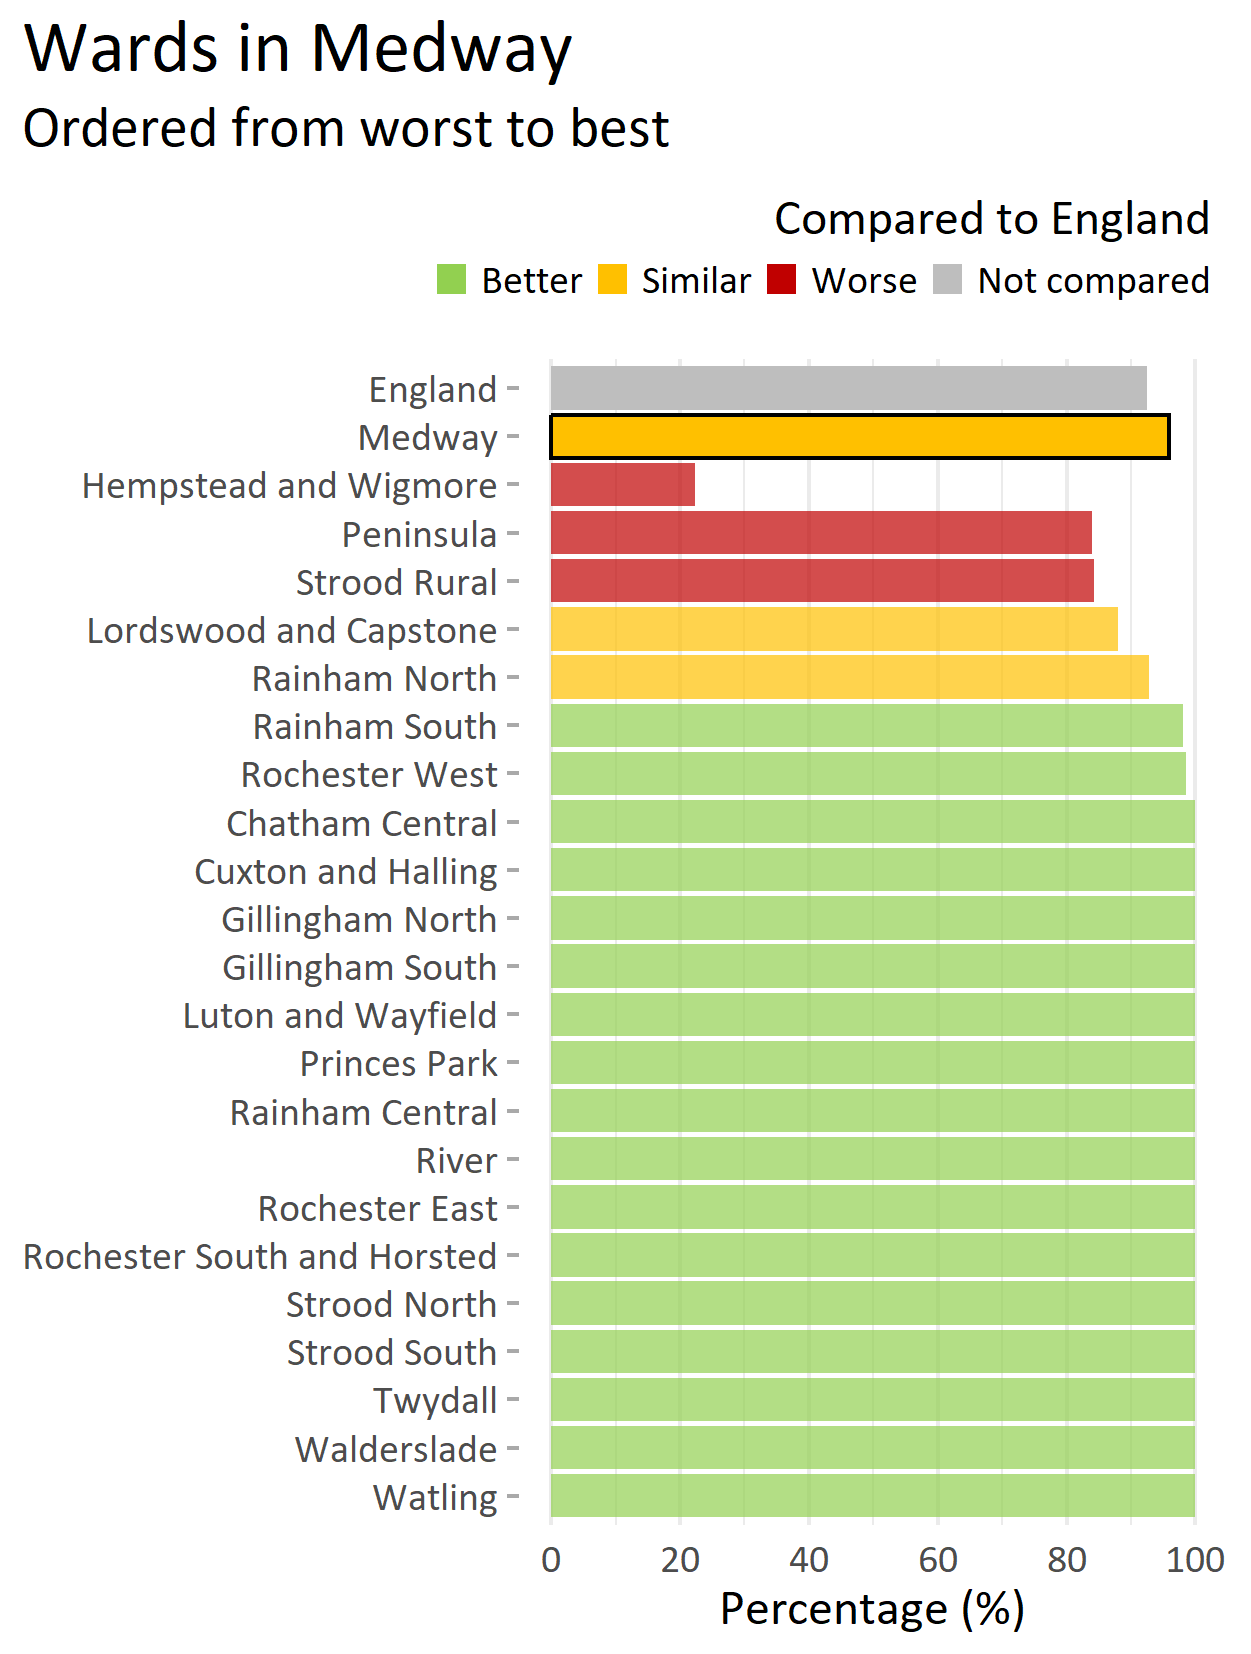 Wards in Medway
Ordered from worst to best
Compared to England
Better Similar Worse Not compared
England
Medway
Hempstead and Wigmore
Peninsula
Strood Rural
Lordswood and Capstone
Rainham North
Rainham South
Rochester West
Chatham Central
Cuxton and Halling
Gillingham North
Gillingham South
Luton and Wayfield
Princes Park
Rainham Central
River
Rochester East
Rochester South and Horsted
Strood North
Strood South
Twydall
Walderslade
Watling
0 20 40 60 80 100
Percentage (%)